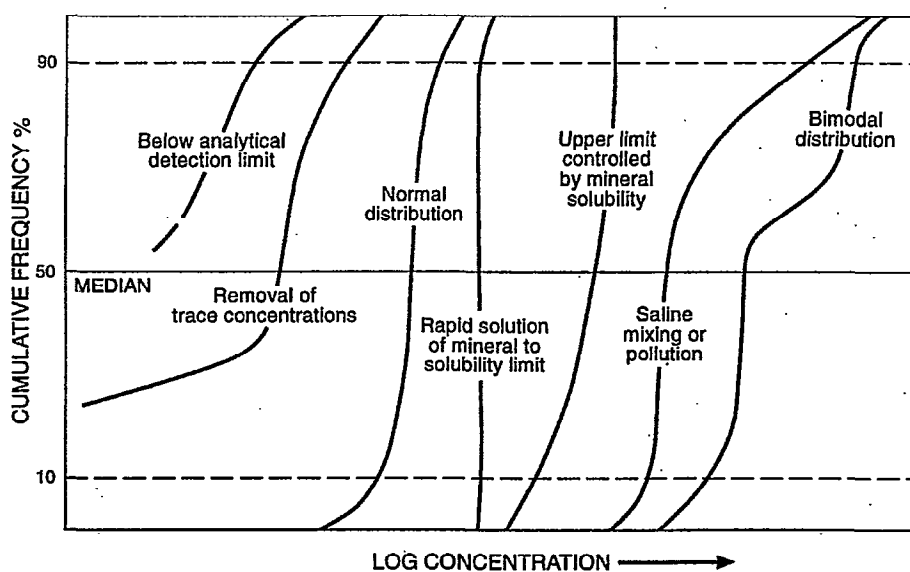 CUMULATIVE FREQUENCY %
90
50
10
Below analytical
detection limit
MEDIAN
Removal of
trace concentrations
Normal
distribution
Rapid solution
of mineral to
solubility limit
Upper limit
controlled
by mineral
solubility
Saline
mixing or
pollution
Bimodal
distribution
LOG CONCENTRATION